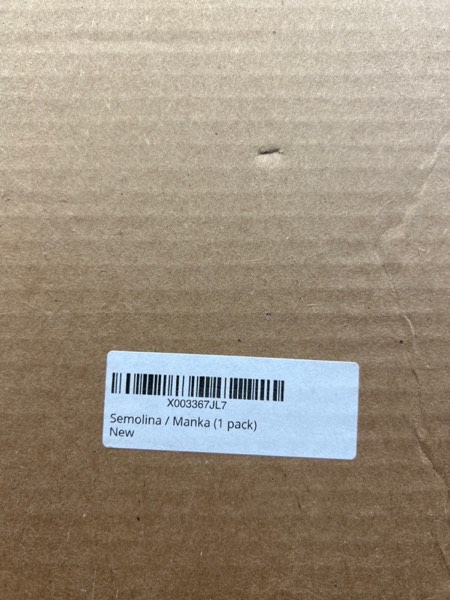 X003367JL7
Semolina / Manka (1 pack)
New